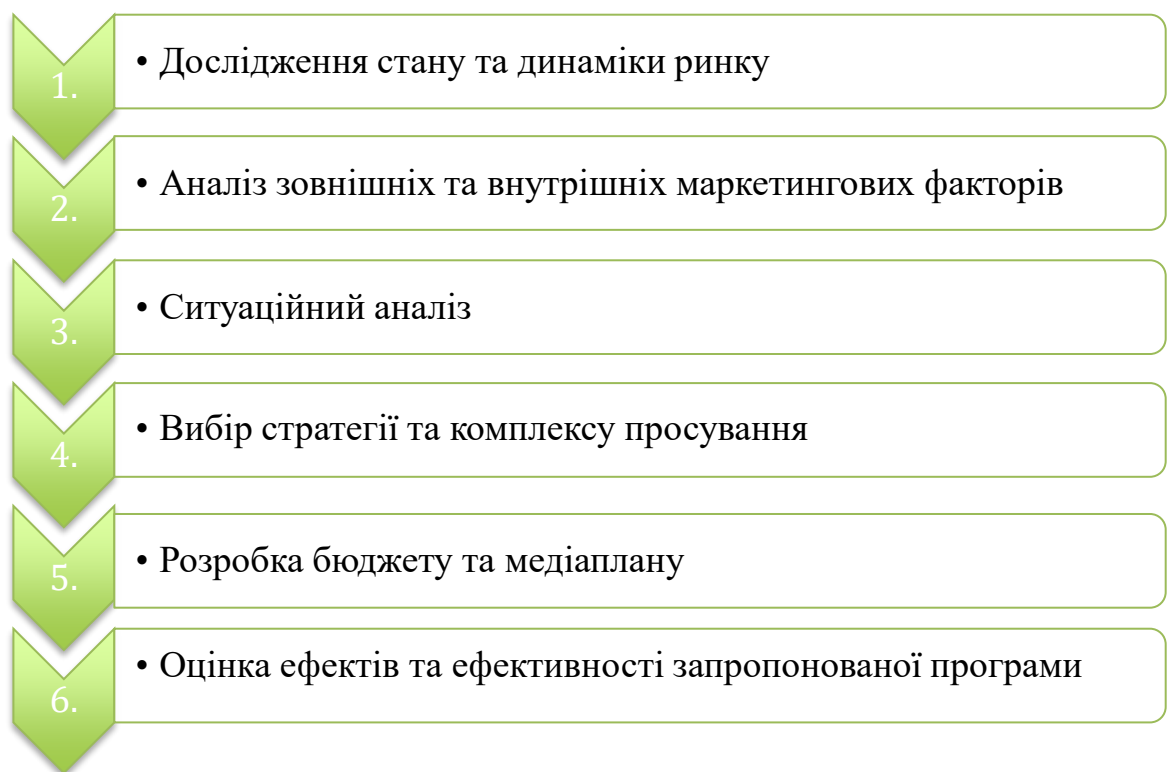 1.
• Дослідження стану та динаміки ринку
2.
• Аналіз зовнішніх та внутрішніх маркетингових факторів
3.
• Ситуаційний аналіз
4.
• Вибір стратегії та комплексу просування
5.
• Розробка бюджету та медіаплану
6.
• Оцінка ефектів та ефективності запропонованої програми